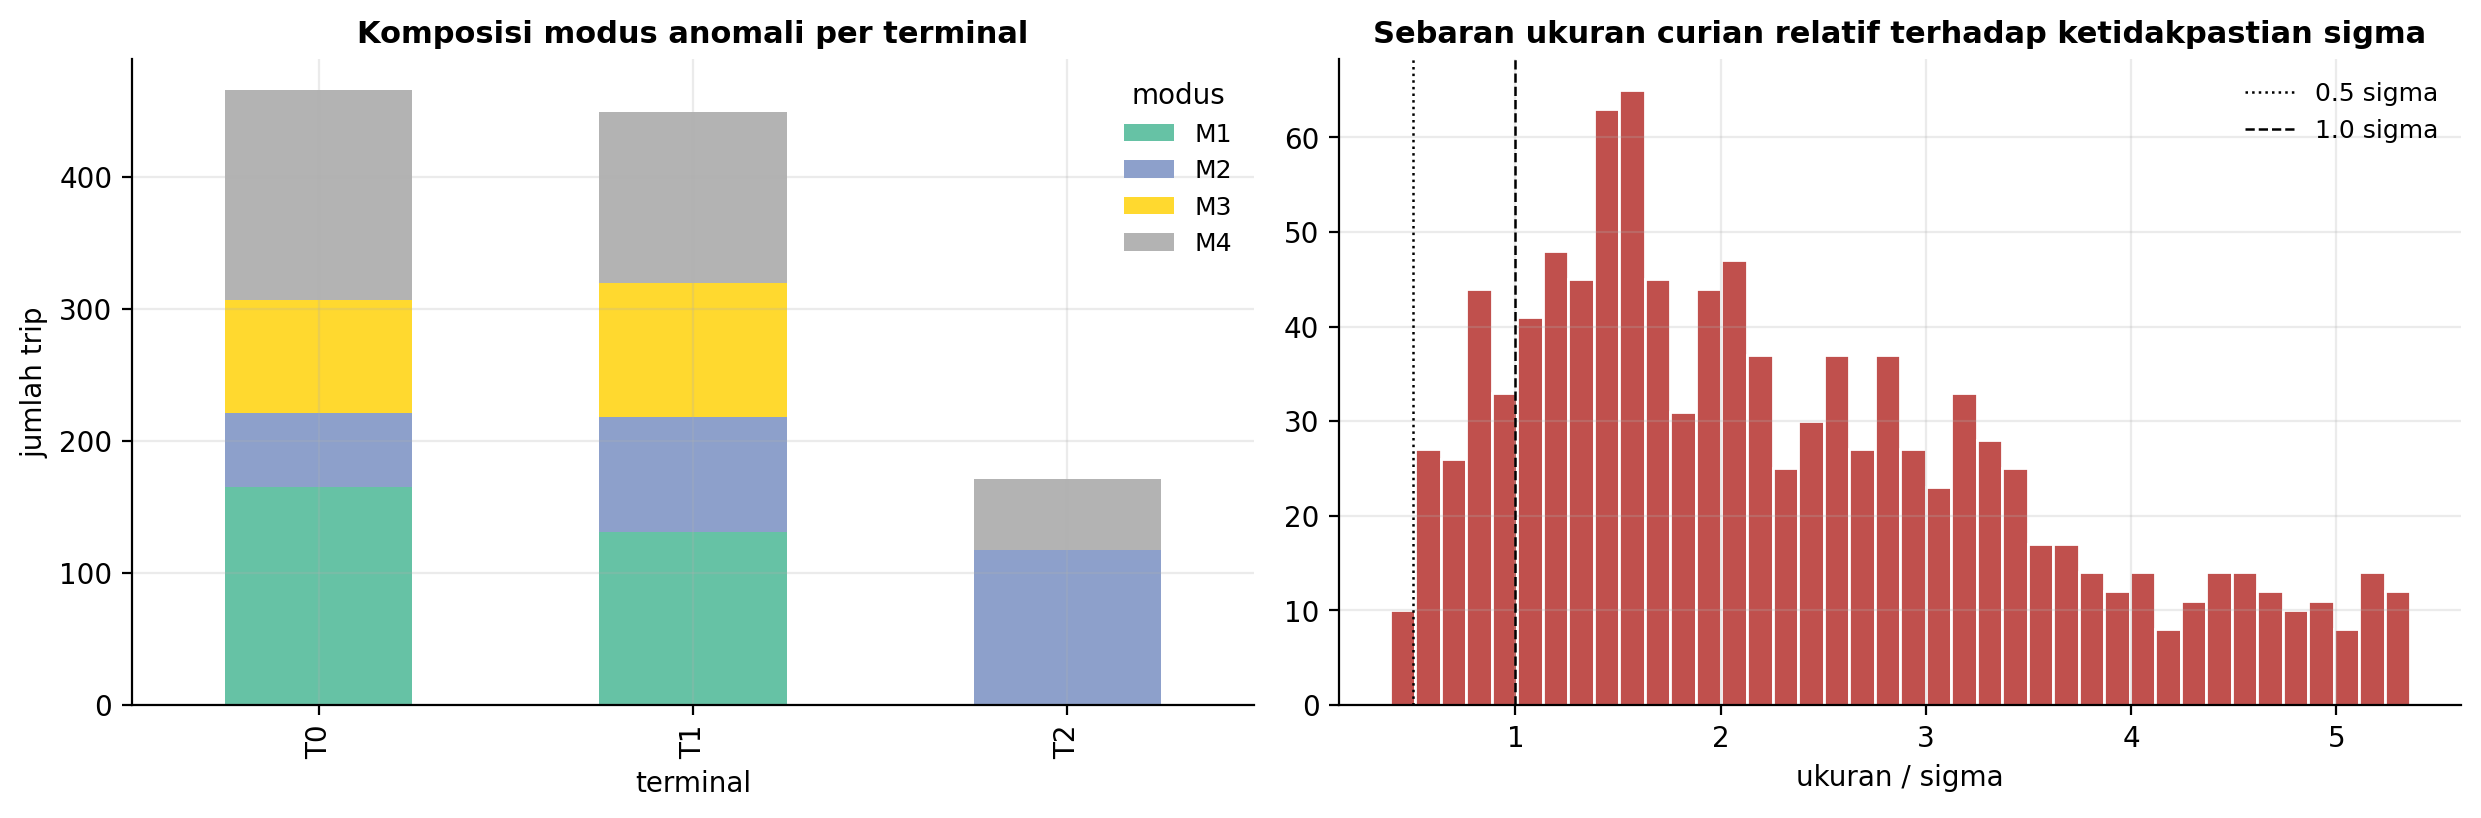 Komposisi modus anomali per terminal
jumlah trip
400
300
200
100
0
T0
T1
T2
terminal
modus
M1
M2
M3
M4
Sebaran ukuran curian relatif terhadap ketidakpastian sigma
60
50
40
30
20
10
0
1
2
3
4
5
ukuran / sigma
0.5 sigma
1.0 sigma